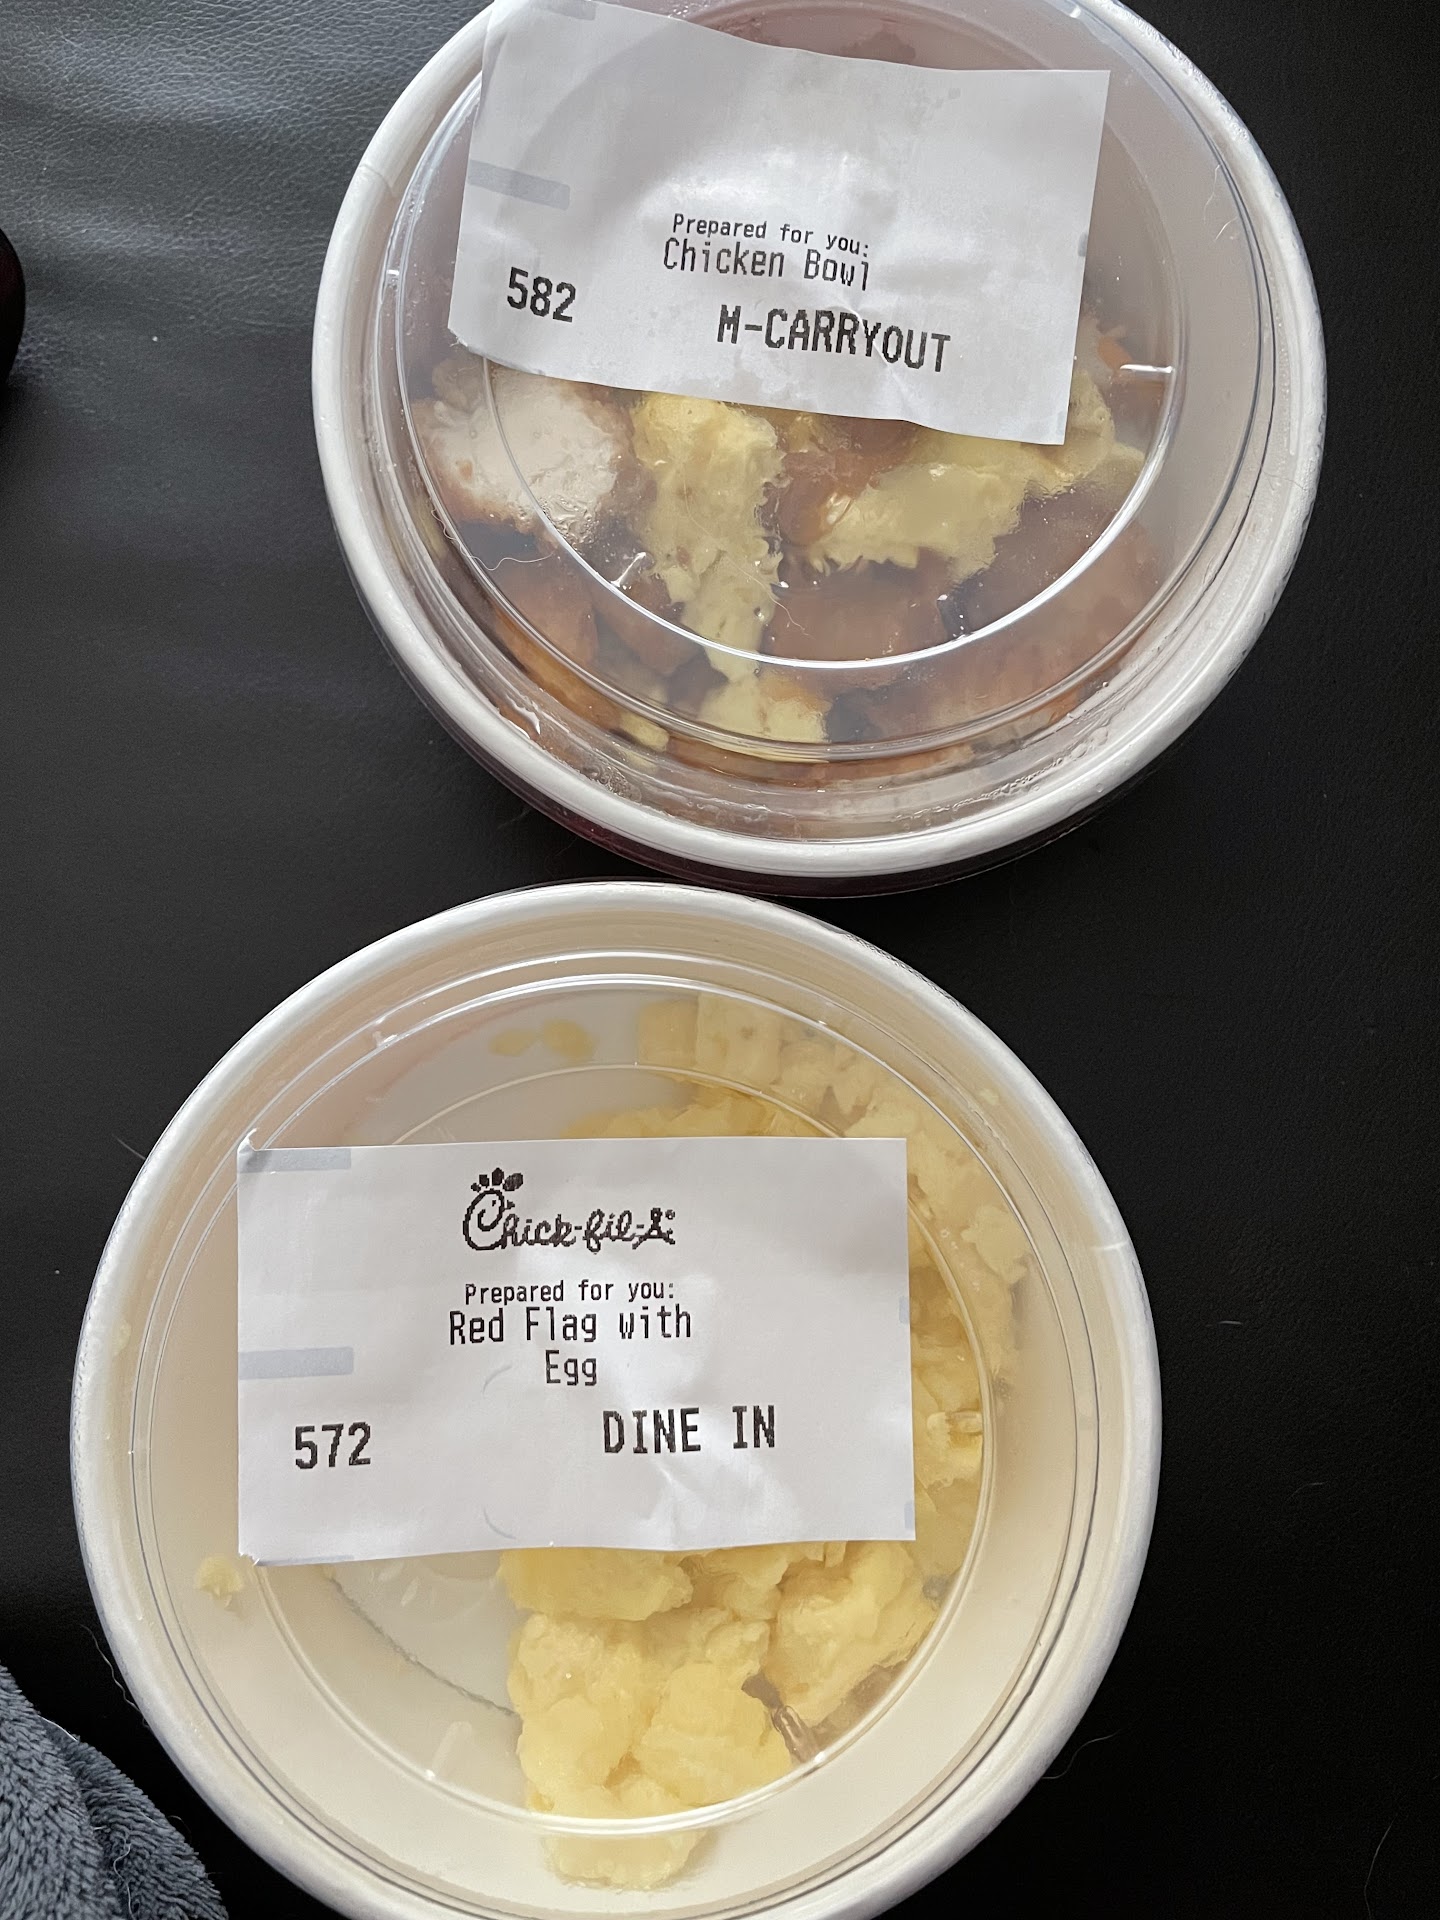 Prepared for you:
Chicken Bowl
582 M-CARRYOUT
Chick-fil-A
Prepared for you:
Red Flag with
Egg
572 DINE IN